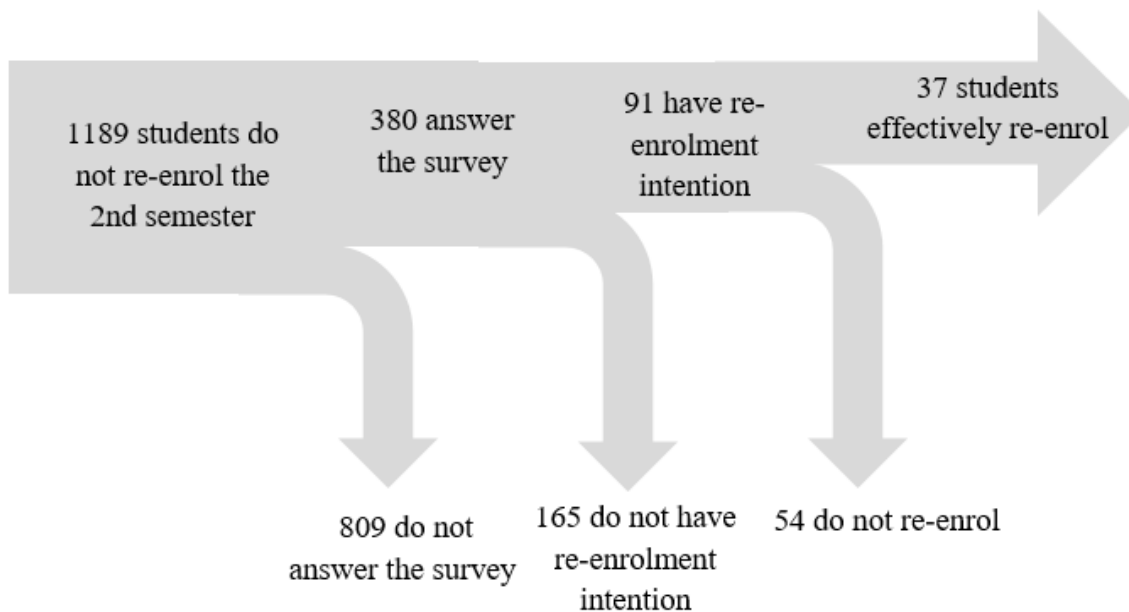 1189 students do
not re-enrol the
2nd semester
380 answer
the survey
91 have re-
enrolment
intention
37 students
effectively re-enrol
809 do not
answer the survey
165 do not have
re-enrolment
intention
54 do not re-enrol